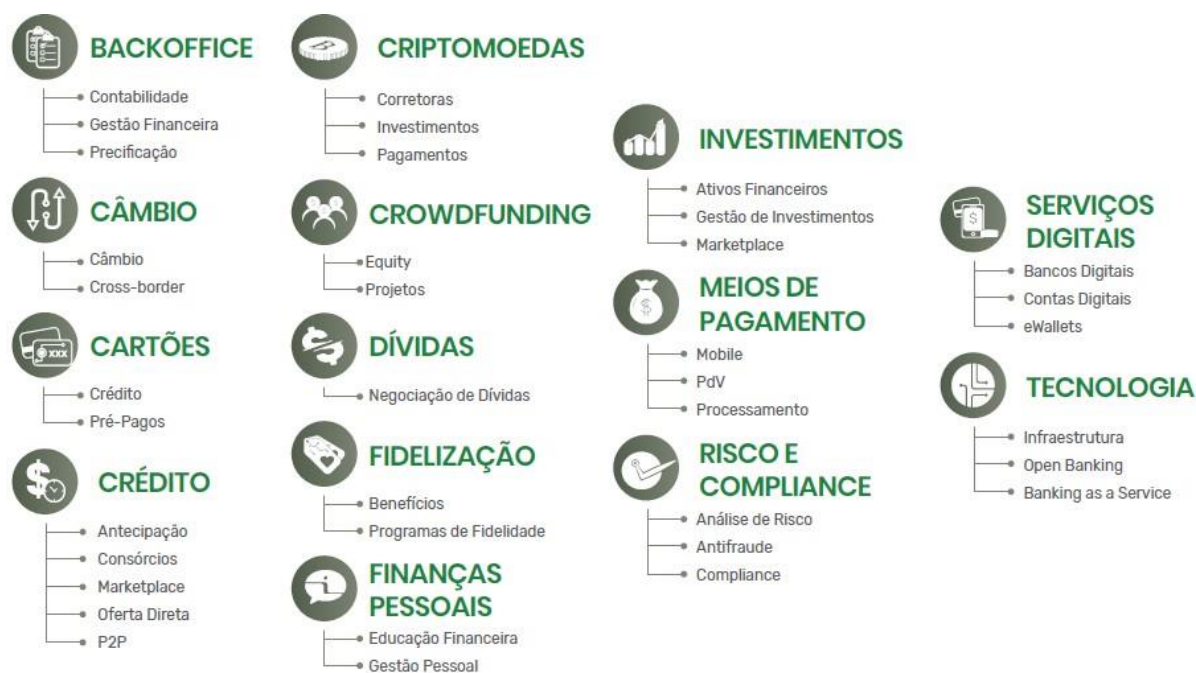 BACKOFFICE
Contabilidade
Gestão Financeira
Precificação
CÂMBIO
Câmbio
Cross-border
CARTÕES
XXX
Crédito
Pré-Pagos
CRÉDITO
Antecipação
Consórcios
Marketplace
Oferta Direta
P2P
CRIPTOMOEDAS
Corretoras
Investimentos
Pagamentos
CROWDFUNDING
Equity
Projetos
DÍVIDAS
Negociação de Dívidas
FIDELIZAÇÃO
Benefícios
Programas de Fidelidade
FINANÇAS
PESSOAIS
Educação Financeira
Gestão Pessoal
INVESTIMENTOS
Ativos Financeiros
Gestão de Investimentos
Marketplace
MEIOS DE
PAGAMENTO
Mobile
PdV
Processamento
RISCO E
COMPLIANCE
Análise de Risco
Antifraude
Compliance
SERVIÇOS
DIGITAIS
Bancos Digitais
Contas Digitais
eWallets
TECNOLOGIA
Infraestrutura
Open Banking
Banking as a Service